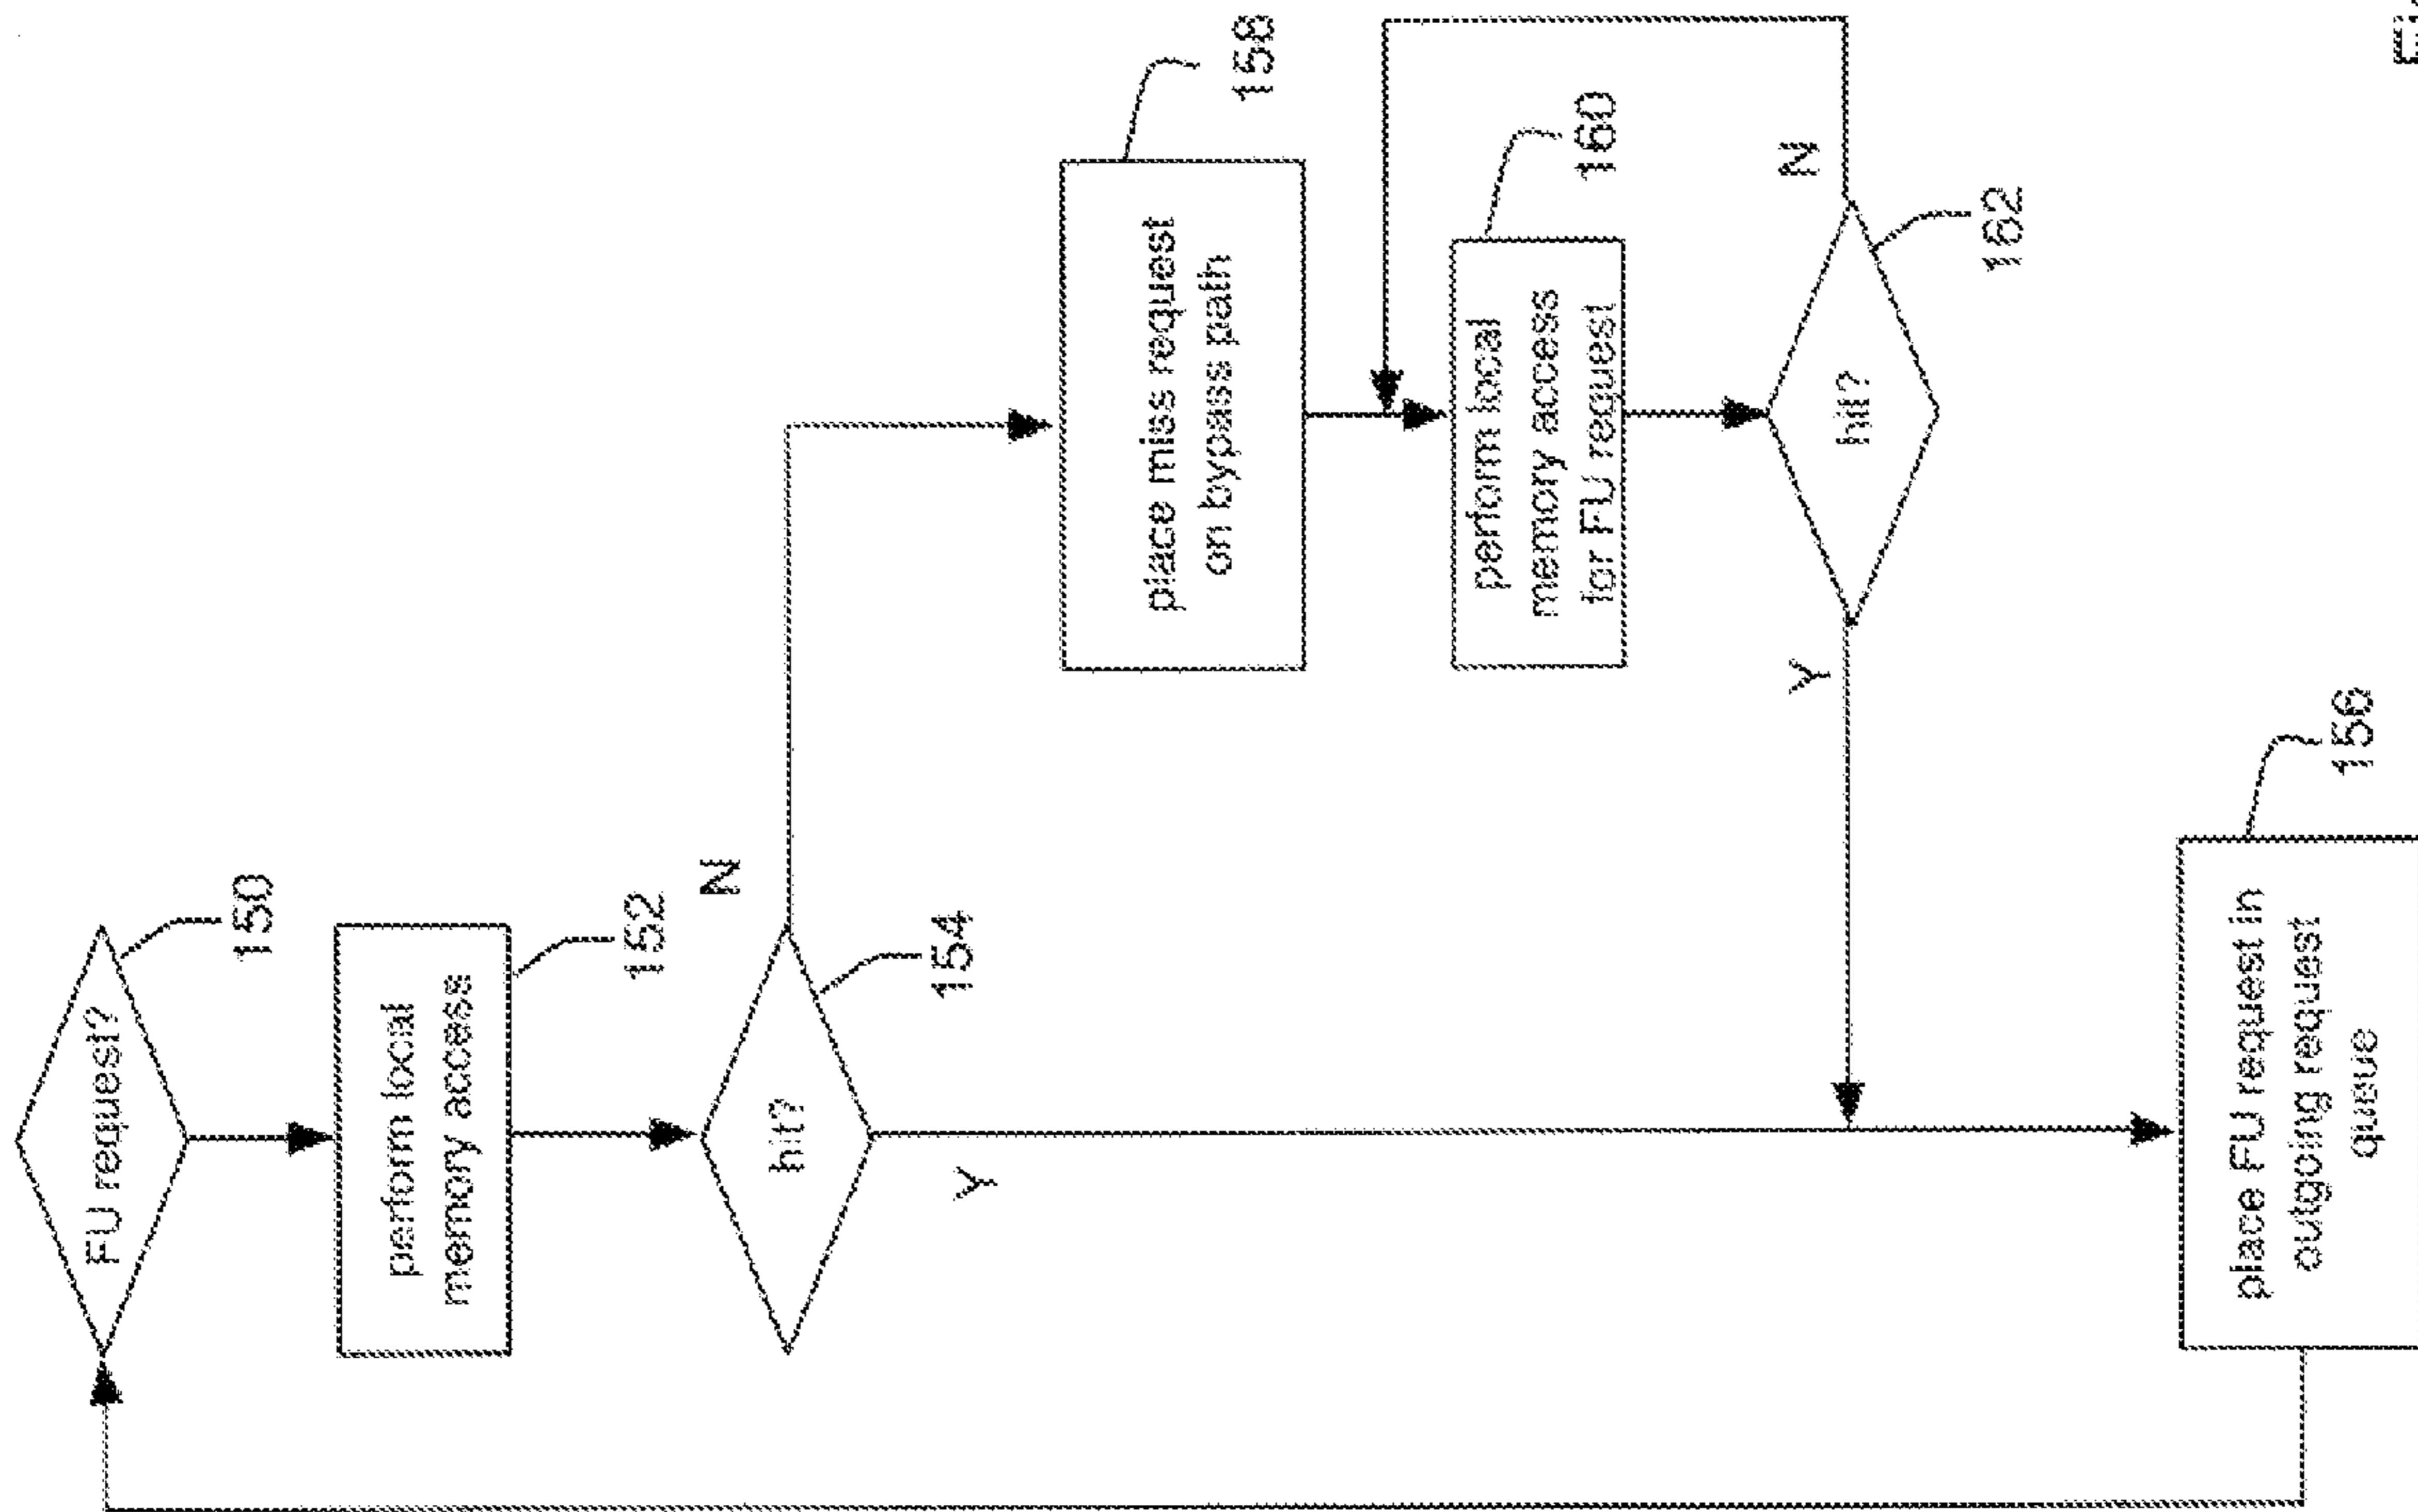 FU request?
150
perform local
memory access
152
hit?
154
N
Y
place miss request
on bypass path
158
perform local
memory access
for FU request
160
hit?
162
N
Y
place FU request in
outgoing request
queue
156